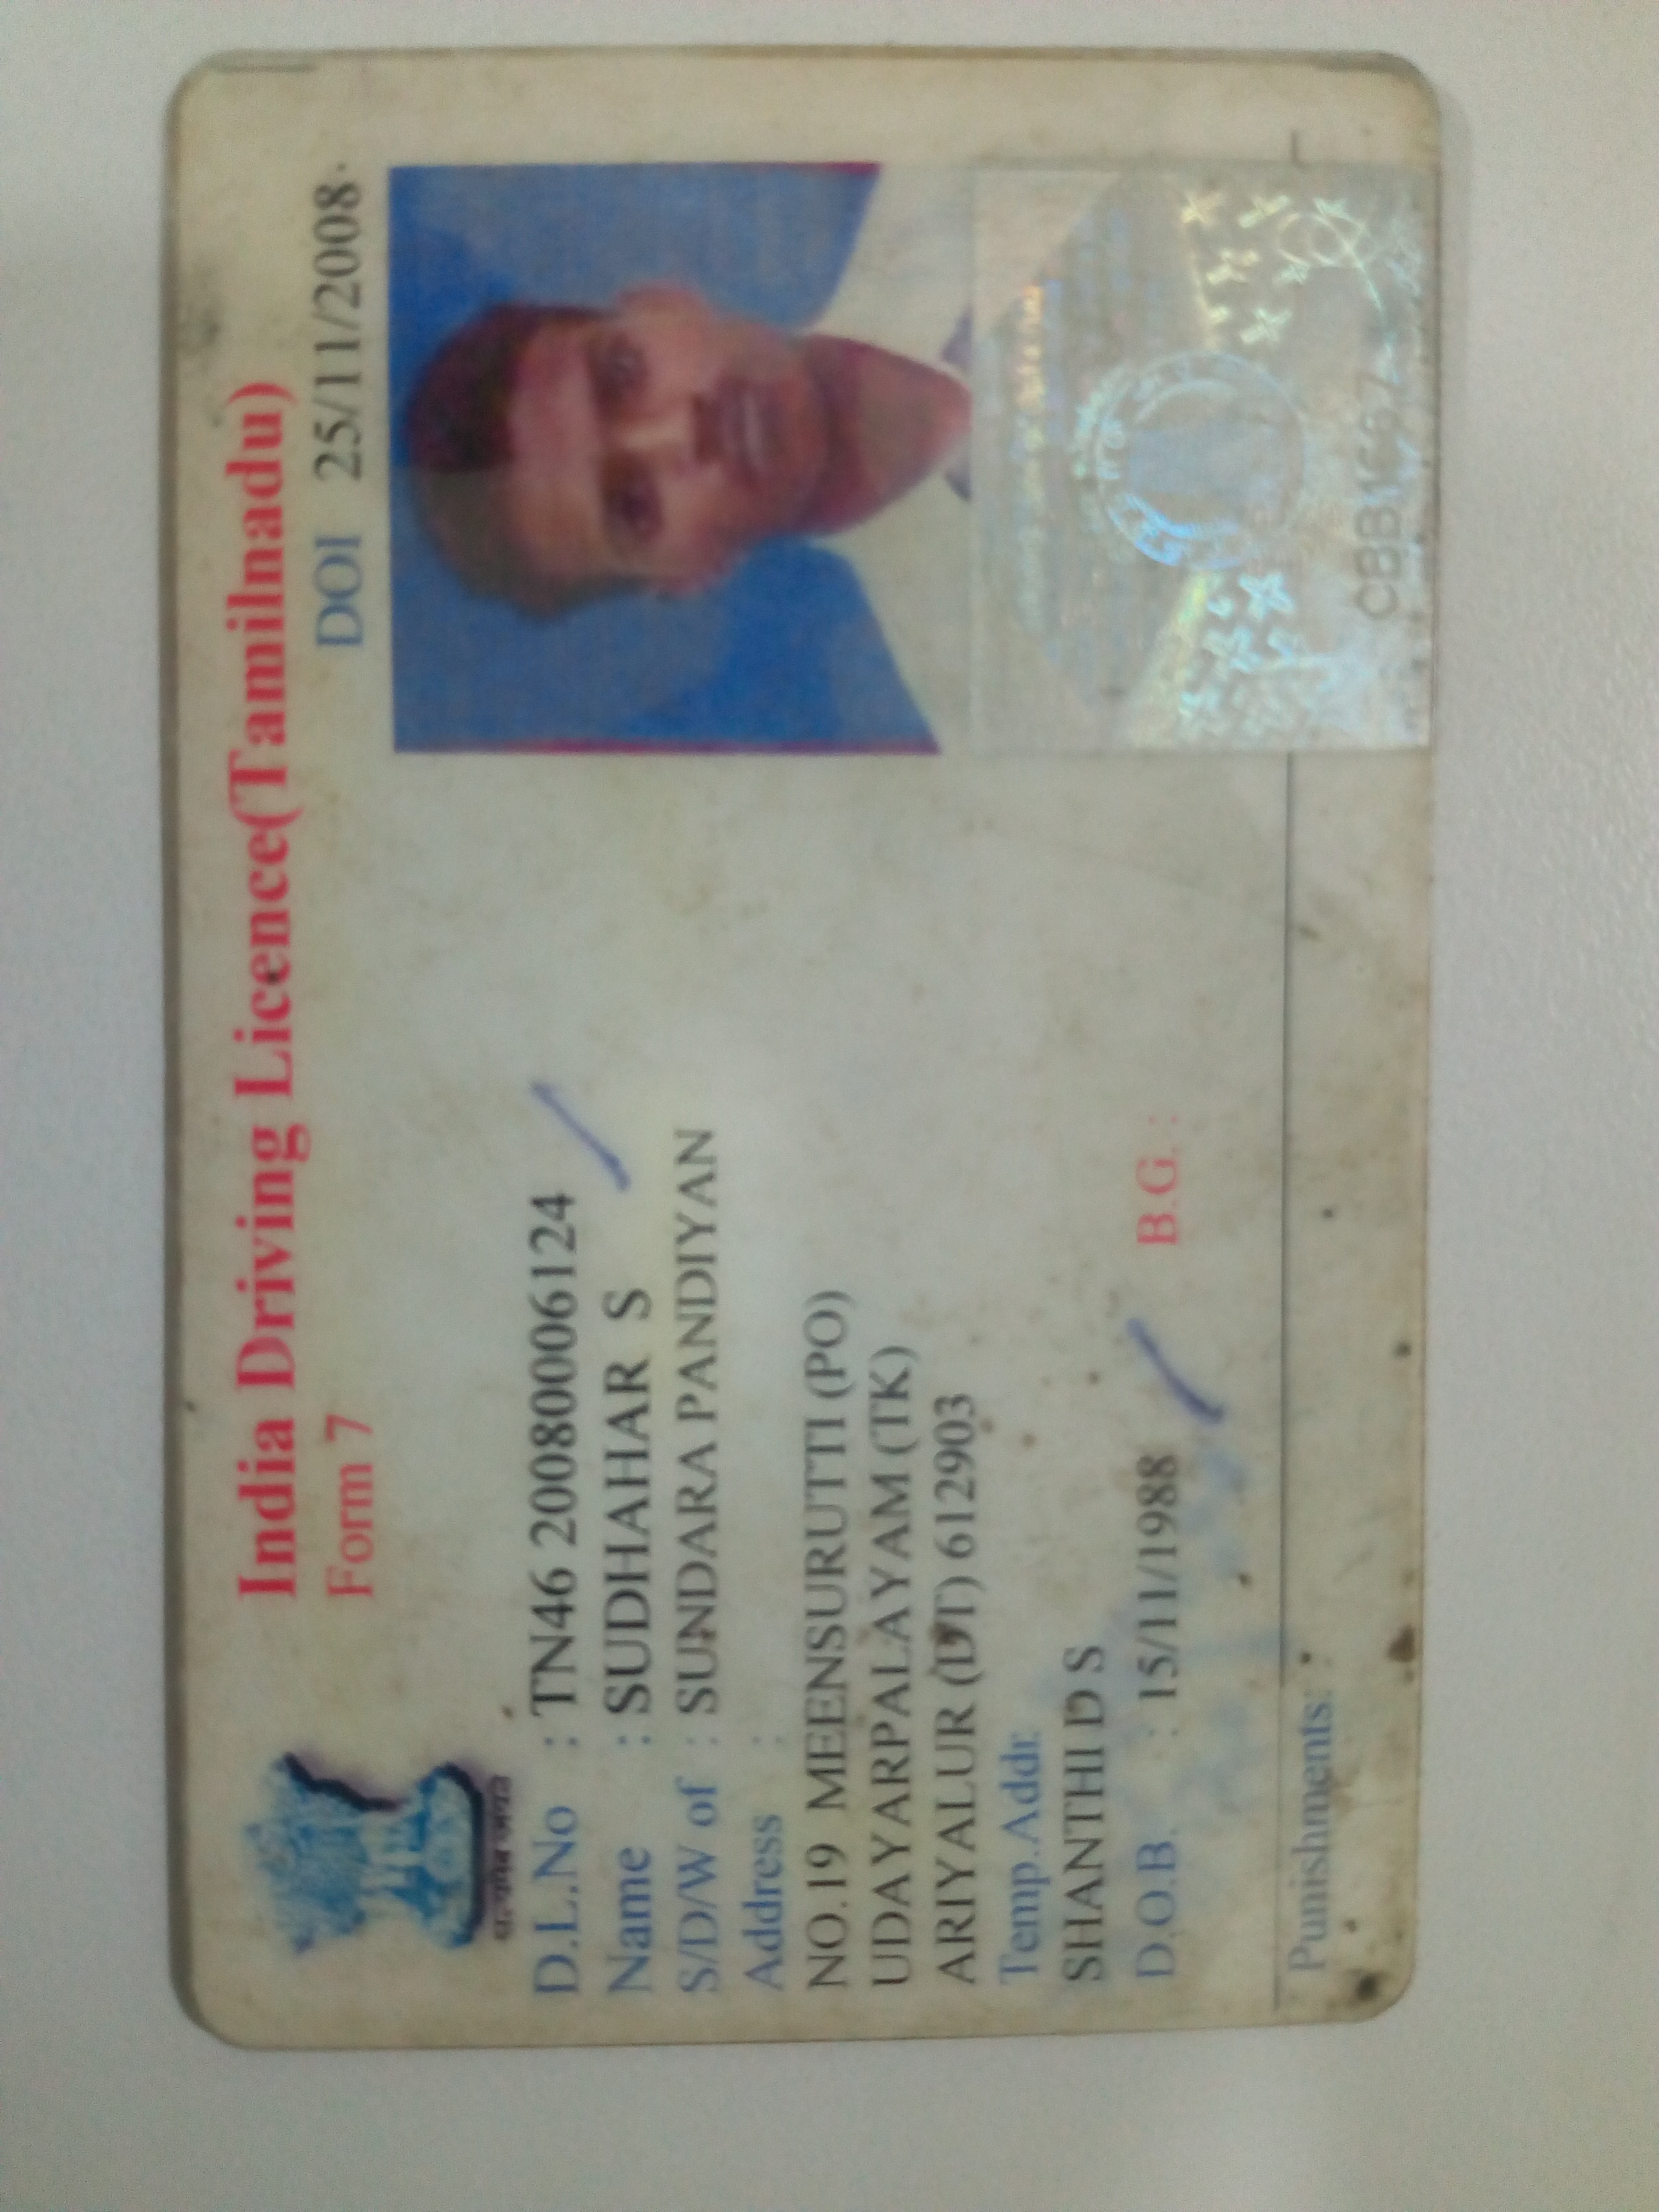 India Driving Licence(Tamilnadu)
Form 7
DOI 25/11/2008
D.L.No : TN46 20080006124
Name : SUDHAHAR S
S/D/W of : SUNDARA PANDIYAN
Address :
NO.19 MEENSURUTTI (PO)
UDAYARPALAYAM (TK)
ARIYALUR (DT) 612903
Temp.Addr.
SHANTHI D S
D.O.B. : 15/11/1988 B.G. :
Punishments :